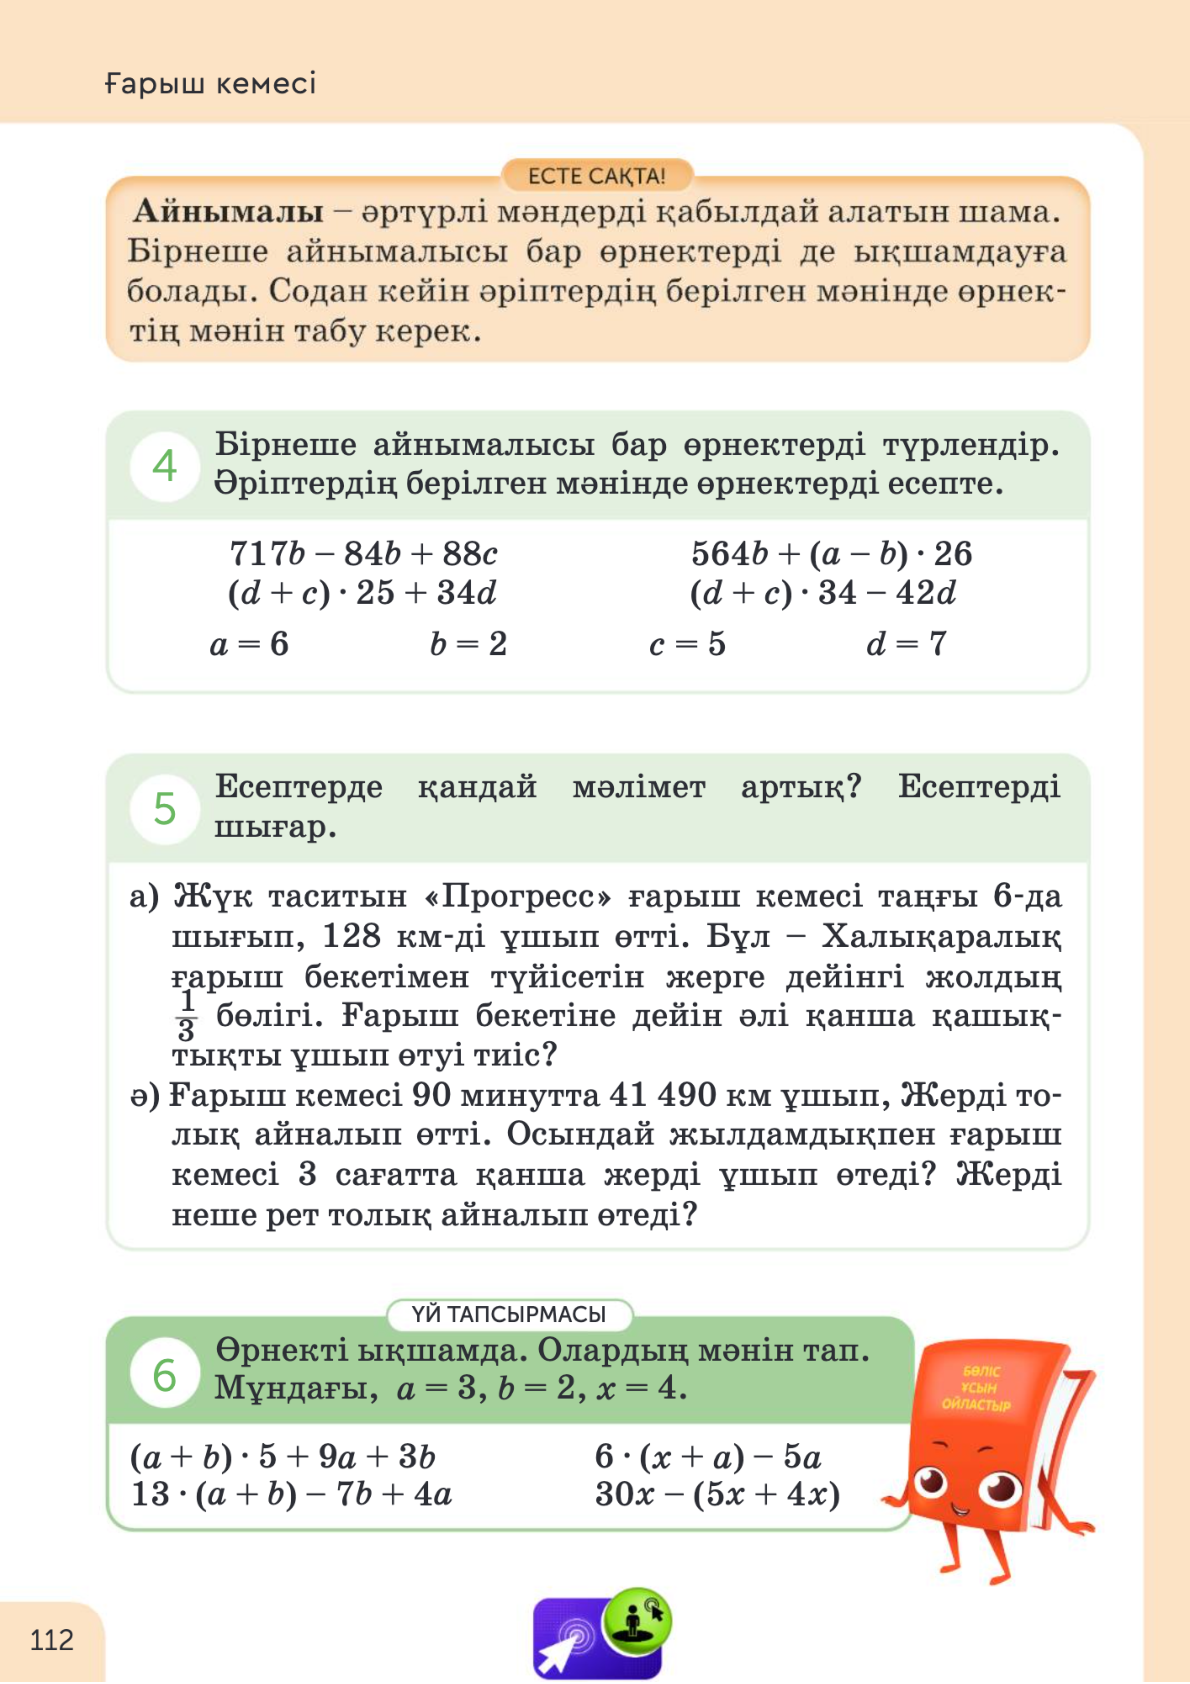 Ғарыш кемесі
ЕСТЕ САҚТА!
Айнымалы – әртүрлі мәндерді қабылдай алатын шама.
Бірнеше айнымалысы бар өрнектерді де ықшамдауға
болады. Содан кейін әріптердің берілген мәнінде өрнек-
тің мәнін табу керек.
4
Бірнеше айнымалысы бар өрнектерді түрлендір.
Әріптердің берілген мәнінде өрнектерді есепте.
717b – 84b + 88c
564b + (a – b) · 26
(d + c) · 25 + 34d
(d + c) · 34 – 42d
a = 6 b = 2 c = 5 d = 7
5
Есептерде қандай мәлімет артық? Есептерді
шығар.
а) Жүк таситын «Прогресс» ғарыш кемесі таңғы 6-да
шығып, 128 км-ді ұшып өтті. Бұл – Халықаралық
ғарыш бекетімен түйісетін жерге дейінгі жолдың
1/3 бөлігі. Ғарыш бекетіне дейін әлі қанша қашық-
тықты ұшып өтуі тиіс?
ә) Ғарыш кемесі 90 минутта 41 490 км ұшып, Жерді то-
лық айналып өтті. Осындай жылдамдықпен ғарыш
кемесі 3 сағатта қанша жерді ұшып өтеді? Жерді
неше рет толық айналып өтеді?
ҮЙ ТАПСЫРМАСЫ
6
Өрнекті ықшамда. Олардың мәнін тап.
Мұндағы, a = 3, b = 2, x = 4.
(a + b) · 5 + 9a + 3b
6 · (x + a) – 5a
13 · (a + b) – 7b + 4a
30x – (5x + 4x)
БӨЛІС
ҰСЫН
ОЙЛАСТЫР
112